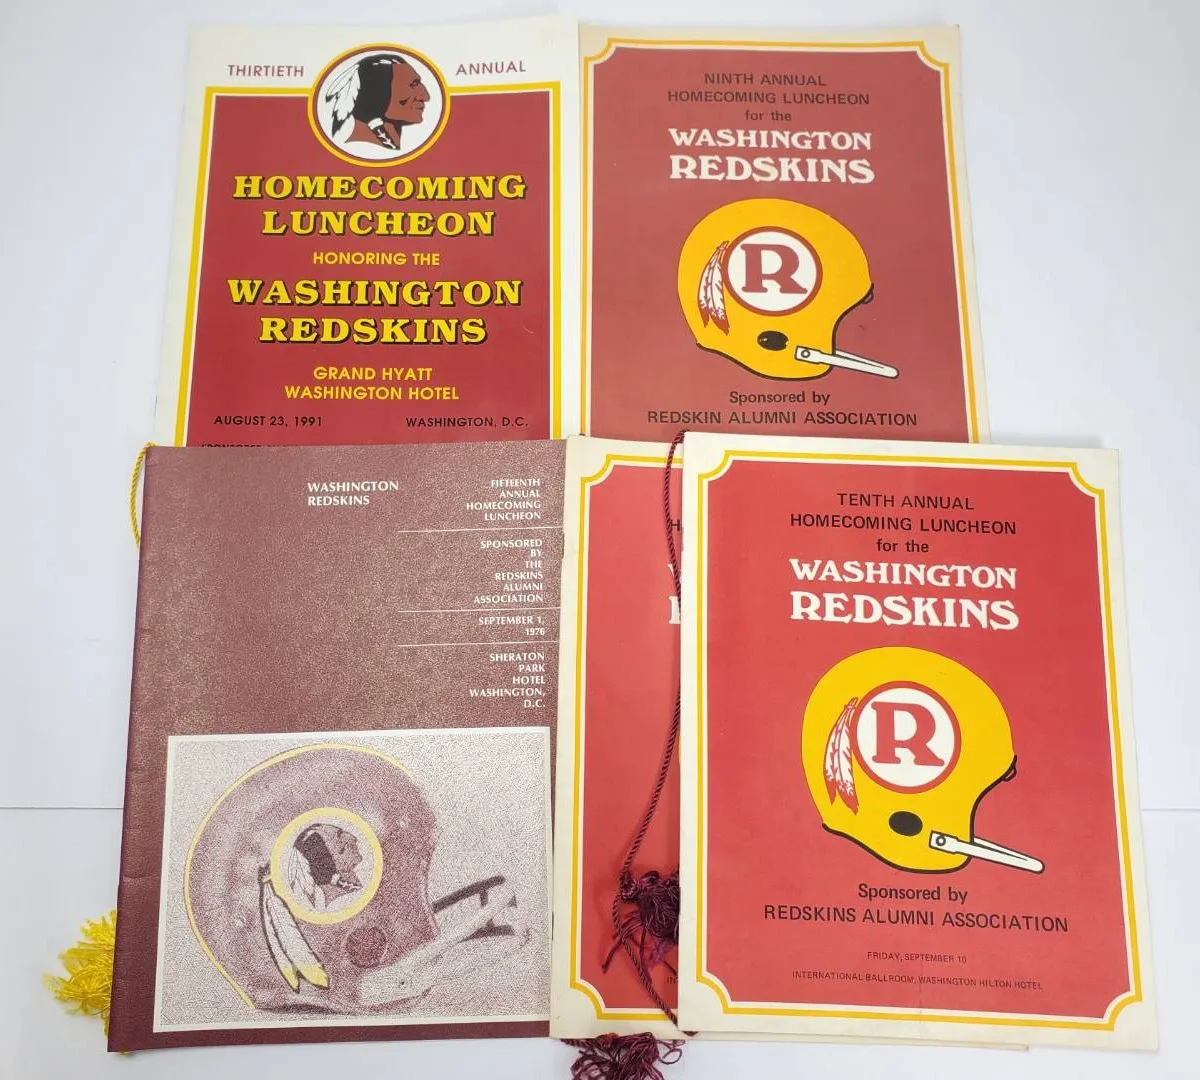 THIRTIETH ANNUAL
HOMECOMING
LUNCHEON
HONORING THE
WASHINGTON
REDSKINS
GRAND HYATT
WASHINGTON HOTEL
AUGUST 23, 1991 WASHINGTON, D.C.
NINTH ANNUAL
HOMECOMING LUNCHEON
for the
WASHINGTON
REDSKINS
R
Sponsored by
REDSKIN ALUMNI ASSOCIATION
WASHINGTON
REDSKINS
FIFTEENTH
ANNUAL
HOMECOMING
LUNCHEON
SPONSORED
BY
THE
REDSKINS
ALUMNI
ASSOCIATION
SEPTEMBER 1,
1976
SHERATON
PARK
HOTEL
WASHINGTON,
D.C.
TENTH ANNUAL
HOMECOMING LUNCHEON
for the
WASHINGTON
REDSKINS
R
Sponsored by
REDSKINS ALUMNI ASSOCIATION
FRIDAY, SEPTEMBER 10
INTERNATIONAL BALLROOM, WASHINGTON HILTON HOTEL